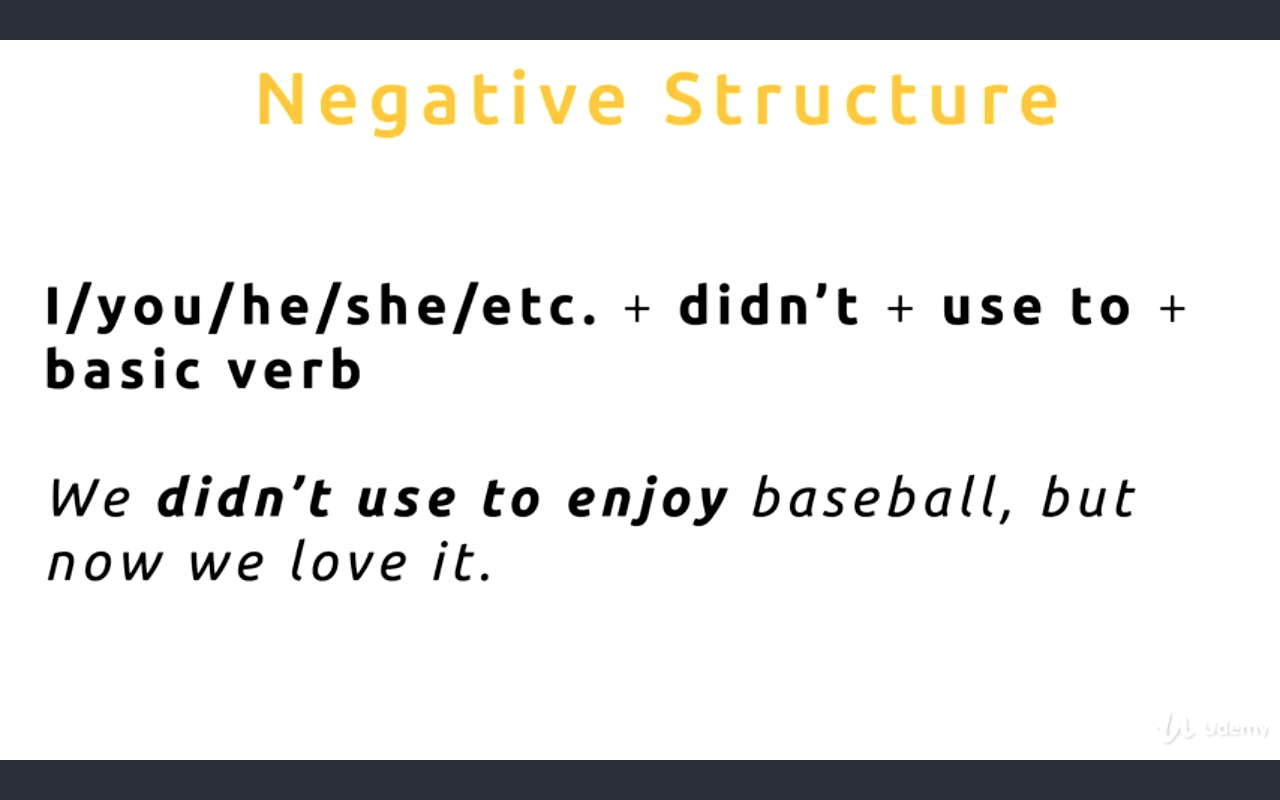 Negative Structure
I/you/he/she/etc. + didn’t + use to +
basic verb
We didn’t use to enjoy baseball, but
now we love it.
Udemy